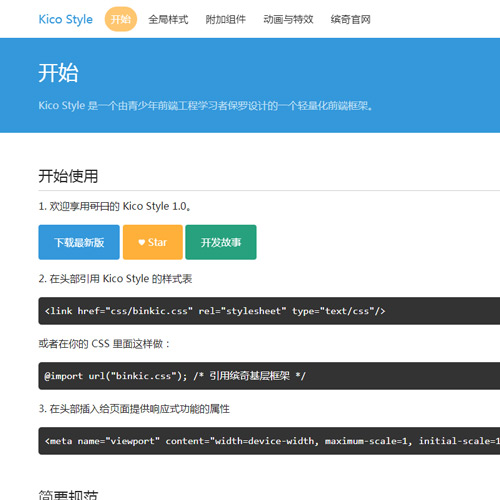 Kico Style 开始 全局样式 附加组件 动画与特效 缤奇官网
开始
Kico Style 是一个由青少年前端工程学习者保罗设计的一个轻量化前端框架。
开始使用
1. 欢迎享用哥白的 Kico Style 1.0。
下载最新版 ♥ Star 开发故事
2. 在头部引用 Kico Style 的样式表
<link href="css/binkic.css" rel="stylesheet" type="text/css"/>
或者在你的 CSS 里面这样做：
@import url("binkic.css"); /* 引用缤奇基层框架 */
3. 在头部插入给页面提供响应式功能的属性
<meta name="viewport" content="width=device-width, maximum-scale=1, initial-scale=1
简要规范